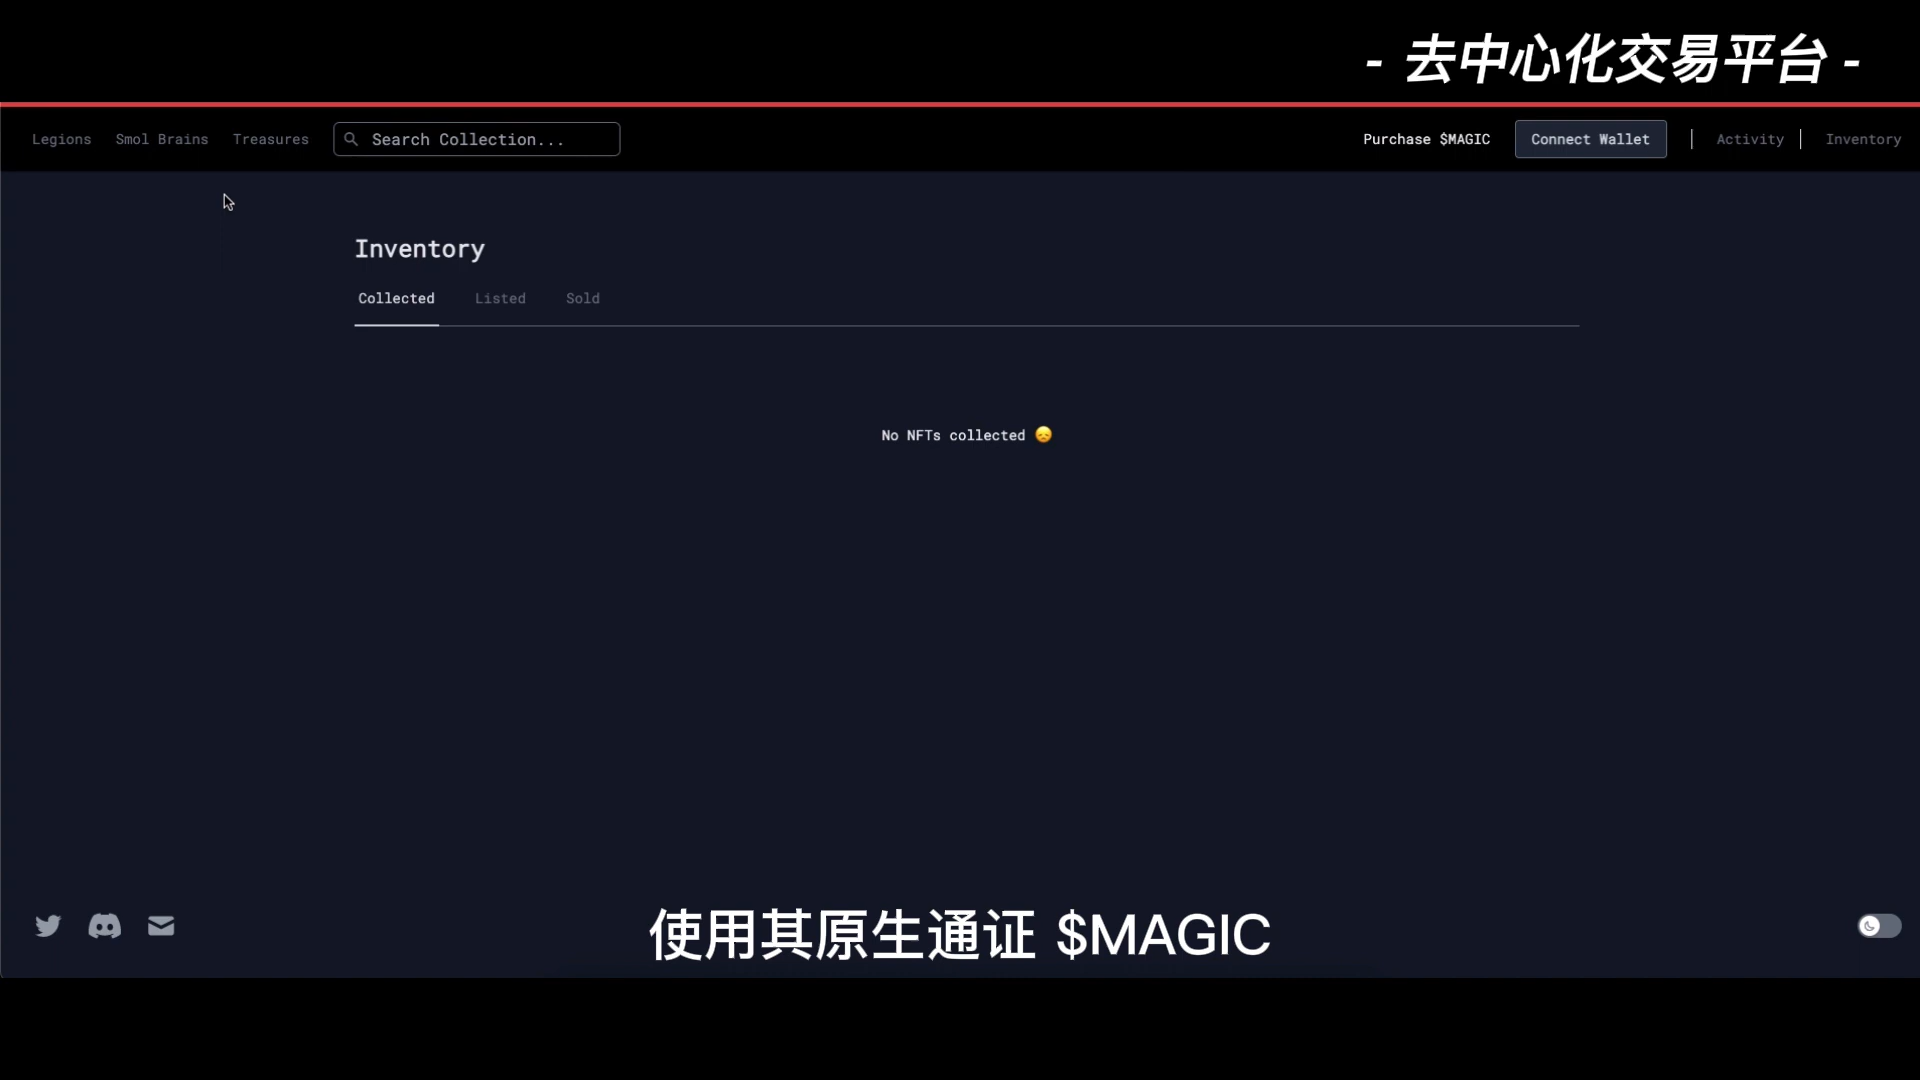 - 去中心化交易平台 -
Legions Smol Brains Treasures Search Collection... Purchase $MAGIC Connect Wallet Activity Inventory
Inventory
Collected Listed Sold
No NFTs collected 😞
使用其原生通证 $MAGIC